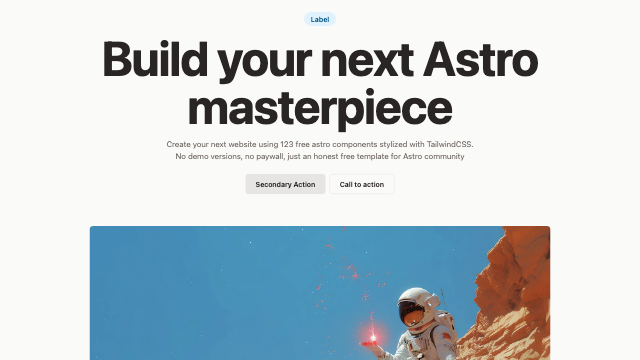 Label
Build your next Astro
masterpiece
Create your next website using 123 free astro components stylized with TailwindCSS.
No demo versions, no paywall, just an honest free template for Astro community
Secondary Action
Call to action